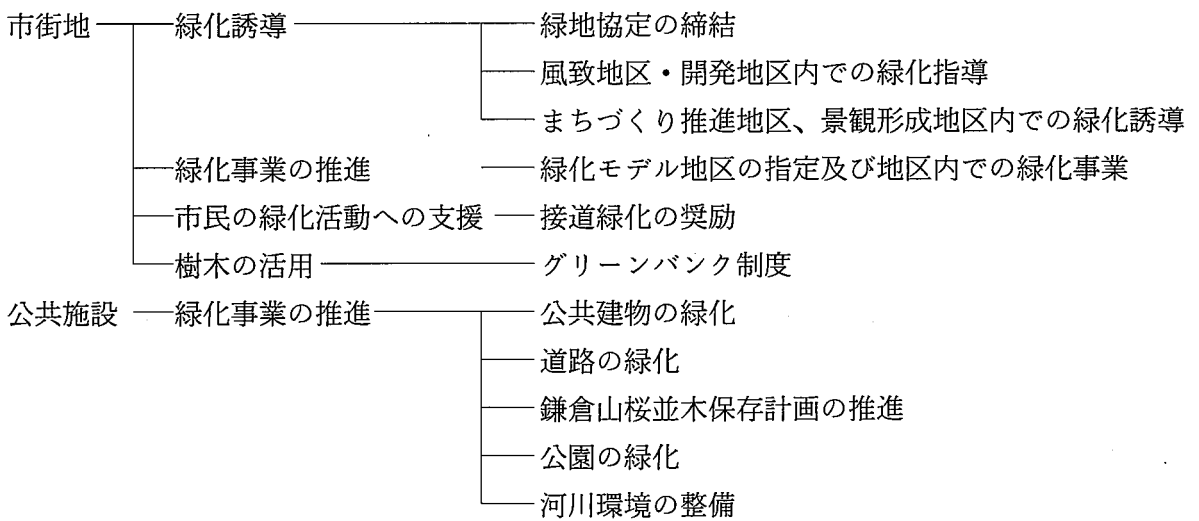 市街地 緑化誘導 緑地協定の締結
風致地区・開発地区内での緑化指導
まちづくり推進地区、景観形成地区内での緑化誘導
緑化事業の推進 緑化モデル地区の指定及び地区内での緑化事業
市民の緑化活動への支援 接道緑化の奨励
樹木の活用 グリーンバンク制度
公共施設 緑化事業の推進 公共建物の緑化
道路の緑化
鎌倉山桜並木保存計画の推進
公園の緑化
河川環境の整備